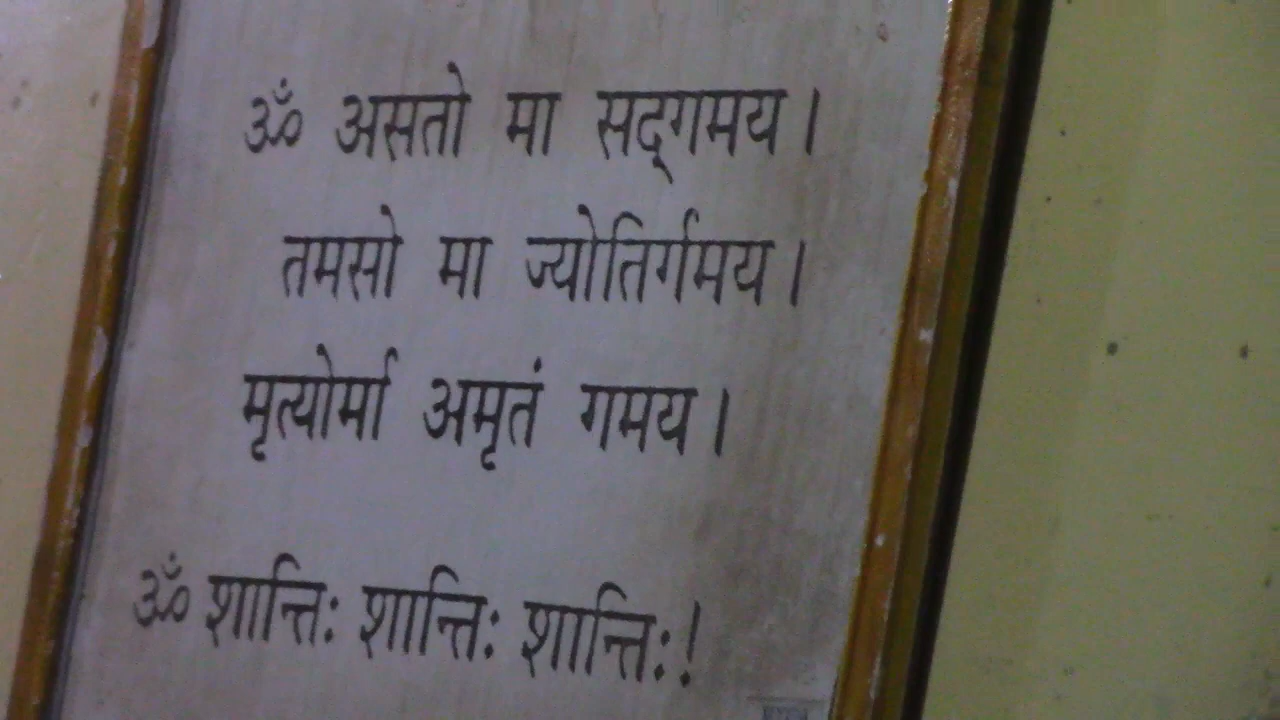 ॐ असतो मा सद्‌गमय।
तमसो मा ज्योतिर्गमय।
मृत्योर्मा अमृतं गमय।
ॐ शान्तिः शान्तिः शान्तिः!